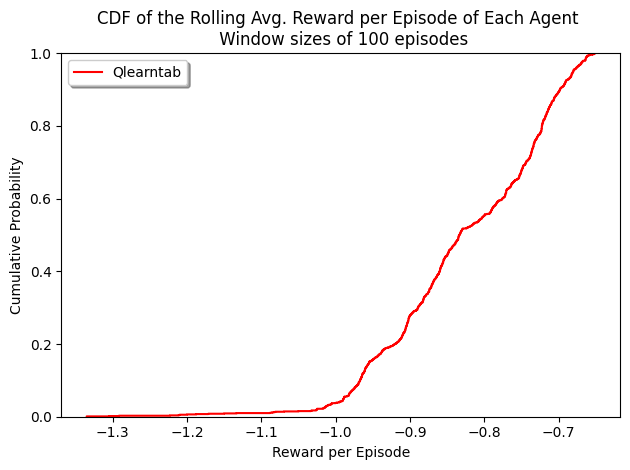 CDF of the Rolling Avg. Reward per Episode of Each Agent
Window sizes of 100 episodes
Qlearntab
1.0
0.8
0.6
0.4
0.2
0.0
Cumulative Probability
−1.3 −1.2 −1.1 −1.0 −0.9 −0.8 −0.7
Reward per Episode